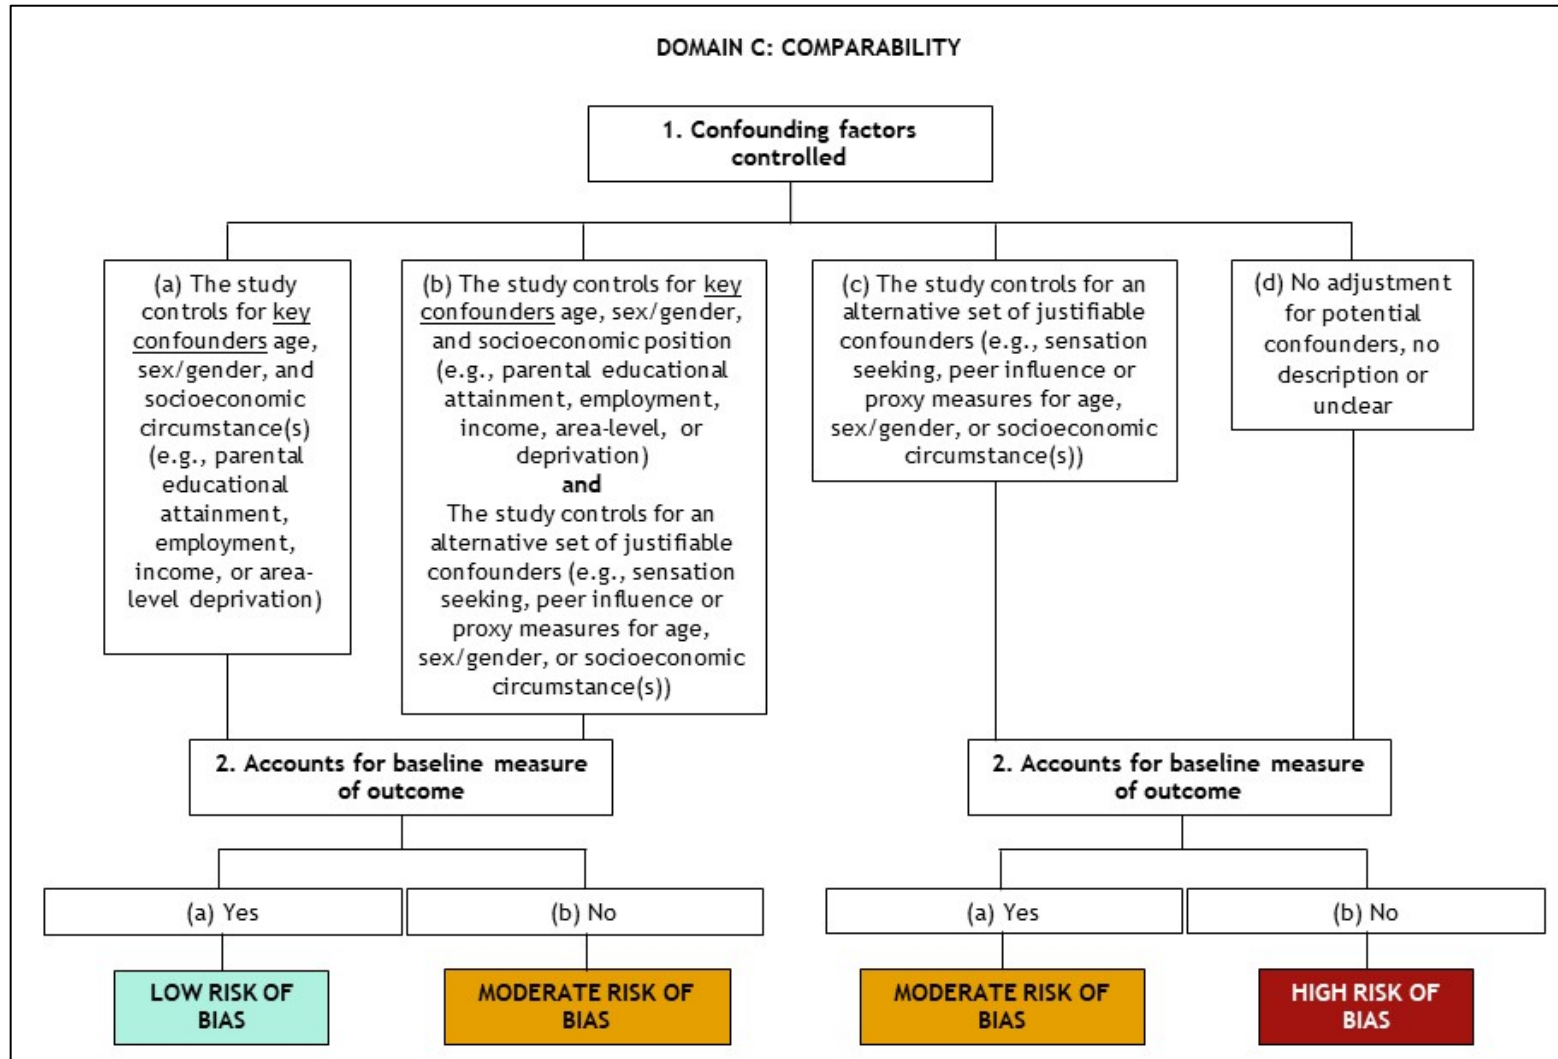 DOMAIN C: COMPARABILITY
1. Confounding factors
controlled
(a) The study
controls for key
confounders age,
sex/gender, and
socioeconomic
circumstance(s)
(e.g., parental
educational
attainment,
employment,
income, or area-
level deprivation)
(b) The study controls for key
confounders age, sex/gender,
and socioeconomic position
(e.g., parental educational
attainment, employment,
income, area-level, or
deprivation)
and
The study controls for an
alternative set of justifiable
confounders (e.g., sensation
seeking, peer influence or
proxy measures for age,
sex/gender, or socioeconomic
circumstance(s))
(c) The study controls for an
alternative set of justifiable
confounders (e.g., sensation
seeking, peer influence or
proxy measures for age,
sex/gender, or socioeconomic
circumstance(s))
(d) No adjustment
for potential
confounders, no
description or
unclear
2. Accounts for baseline measure
of outcome
2. Accounts for baseline measure
of outcome
(a) Yes
(b) No
(a) Yes
(b) No
LOW RISK OF
BIAS
MODERATE RISK OF
BIAS
MODERATE RISK OF
BIAS
HIGH RISK OF
BIAS